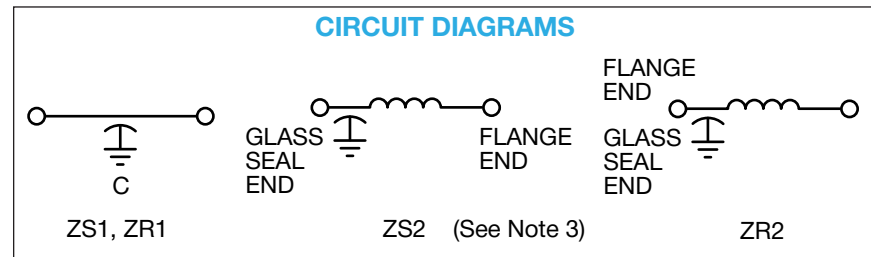 CIRCUIT DIAGRAMS
C
ZS1, ZR1
GLASS
SEAL
END
FLANGE
END
ZS2 (See Note 3)
FLANGE
END
GLASS
SEAL
END
ZR2